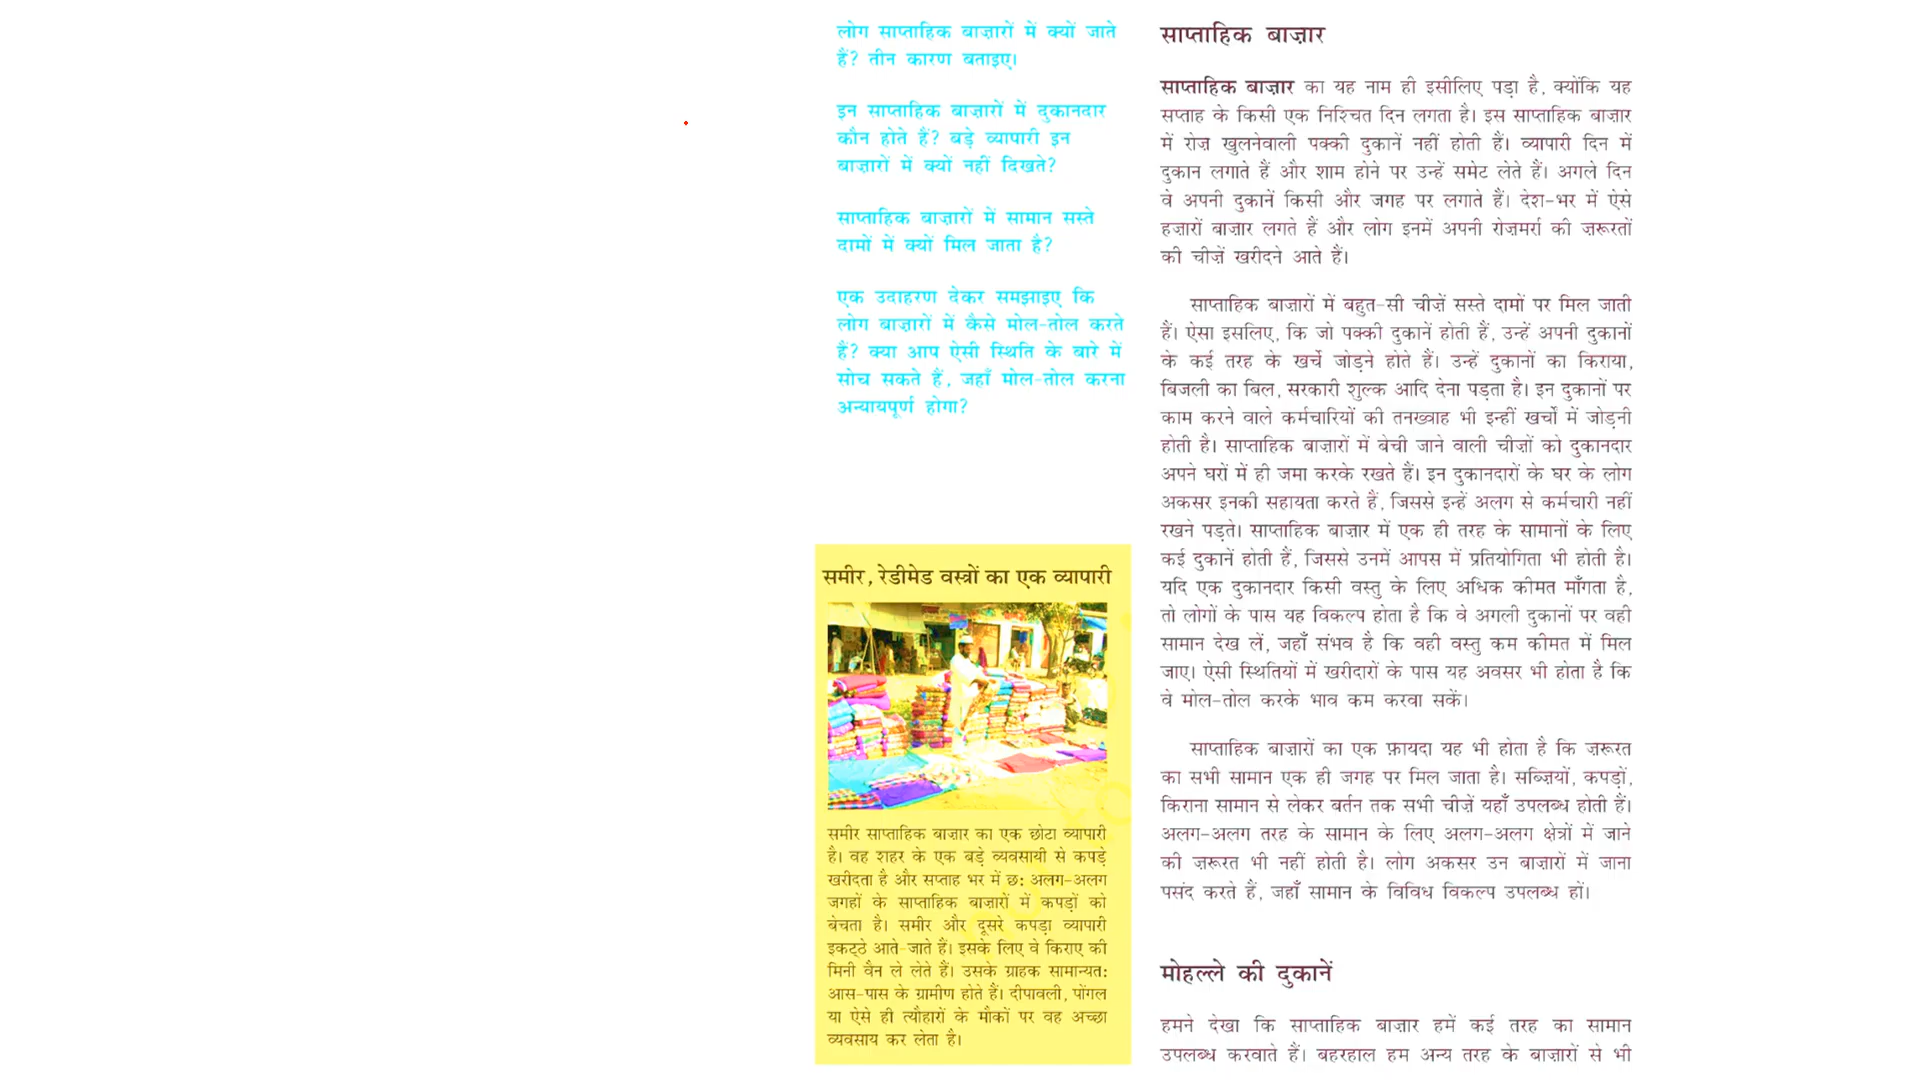 लोग साप्ताहिक बाज़ारों में क्यों जाते
हैं? तीन कारण बताइए।
इन साप्ताहिक बाज़ारों में दुकानदार
कौन होते हैं? बड़े व्यापारी इन
बाज़ारों में क्यों नहीं दिखते?
साप्ताहिक बाज़ारों में सामान सस्ते
दामों में क्यों मिल जाता है?
एक उदाहरण देकर समझाइए कि
लोग बाज़ारों में कैसे मोल-तोल करते
हैं? क्या आप ऐसी स्थिति के बारे में
सोच सकते हैं, जहाँ मोल-तोल करना
अन्यायपूर्ण होगा?
समीर, रेडीमेड वस्त्रों का एक व्यापारी
समीर साप्ताहिक बाज़ार का एक छोटा व्यापारी
है। वह शहर के एक बड़े व्यवसायी से कपड़े
खरीदता है और सप्ताह भर में छ: अलग-अलग
जगहों के साप्ताहिक बाज़ारों में कपड़ों को
बेचता है। समीर और दूसरे कपड़ा व्यापारी
इकट्ठे आते-जाते हैं। इसके लिए वे किराए की
मिनी वैन ले लेते हैं। उसके ग्राहक सामान्यत:
आस-पास के ग्रामीण होते हैं। दीपावली, पोंगल
या ऐसे ही त्यौहारों के मौकों पर वह अच्छा
व्यवसाय कर लेता है।
साप्ताहिक बाज़ार
साप्ताहिक बाज़ार का यह नाम ही इसीलिए पड़ा है, क्योंकि यह
सप्ताह के किसी एक निश्चित दिन लगता है। इस साप्ताहिक बाज़ार
में रोज़ खुलनेवाली पक्की दुकानें नहीं होती हैं। व्यापारी दिन में
दुकान लगाते हैं और शाम होने पर उन्हें समेट लेते हैं। अगले दिन
वे अपनी दुकानें किसी और जगह पर लगाते हैं। देश-भर में ऐसे
हज़ारों बाज़ार लगते हैं और लोग इनमें अपनी रोज़मर्रा की ज़रूरतों
की चीज़ें खरीदने आते हैं।
साप्ताहिक बाज़ारों में बहुत-सी चीज़ें सस्ते दामों पर मिल जाती
हैं। ऐसा इसलिए, कि जो पक्की दुकानें होती हैं, उन्हें अपनी दुकानों
के कई तरह के खर्चे जोड़ने होते हैं। उन्हें दुकानों का किराया,
बिजली का बिल, सरकारी शुल्क आदि देना पड़ता है। इन दुकानों पर
काम करने वाले कर्मचारियों की तनख्वाह भी इन्हीं खर्चों में जोड़नी
होती है। साप्ताहिक बाज़ारों में बेची जाने वाली चीज़ों को दुकानदार
अपने घरों में ही जमा करके रखते हैं। इन दुकानदारों के घर के लोग
अकसर इनकी सहायता करते हैं, जिससे इन्हें अलग से कर्मचारी नहीं
रखने पड़ते। साप्ताहिक बाज़ार में एक ही तरह के सामानों के लिए
कई दुकानें होती हैं, जिससे उनमें आपस में प्रतियोगिता भी होती है।
यदि एक दुकानदार किसी वस्तु के लिए अधिक कीमत माँगता है,
तो लोगों के पास यह विकल्प होता है कि वे अगली दुकानों पर वही
सामान देख लें, जहाँ संभव है कि वही वस्तु कम कीमत में मिल
जाए। ऐसी स्थितियों में खरीदारों के पास यह अवसर भी होता है कि
वे मोल-तोल करके भाव कम करवा सकें।
साप्ताहिक बाज़ारों का एक फ़ायदा यह भी होता है कि ज़रूरत
का सभी सामान एक ही जगह पर मिल जाता है। सब्ज़ियों, कपड़ों,
किराना सामान से लेकर बर्तन तक सभी चीज़ें यहाँ उपलब्ध होती हैं।
अलग-अलग तरह के सामान के लिए अलग-अलग क्षेत्रों में जाने
की ज़रूरत भी नहीं होती है। लोग अकसर उन बाज़ारों में जाना
पसंद करते हैं, जहाँ सामान के विविध विकल्प उपलब्ध हों।
मोहल्ले की दुकानें
हमने देखा कि साप्ताहिक बाज़ार हमें कई तरह का सामान
उपलब्ध करवाते हैं। बहरहाल हम अन्य तरह के बाज़ारों से भी